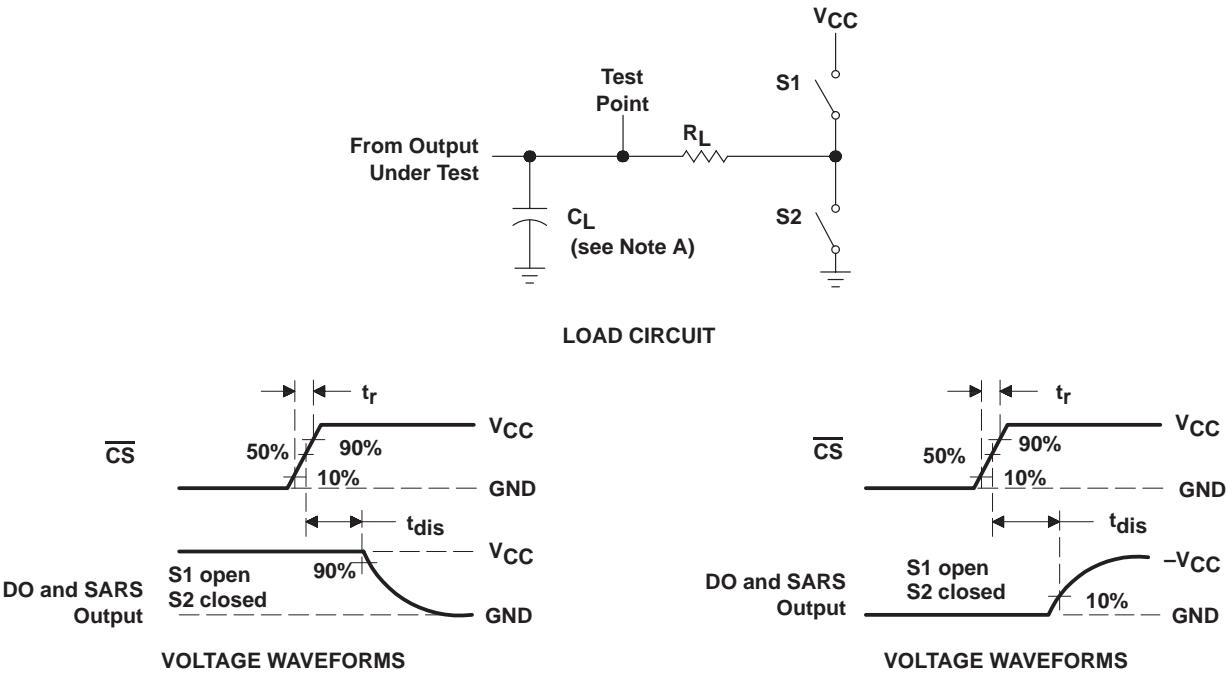 VCC
S1
Test
Point
RL
From Output
Under Test
S2
CL
(see Note A)
LOAD CIRCUIT
tr
VCC
CS
50%
90%
10%
GND
tdis
VCC
90%
S1 open
S2 closed
DO and SARS
Output
GND
VOLTAGE WAVEFORMS
tr
VCC
CS
50%
90%
10%
GND
tdis
–VCC
S1 open
S2 closed
DO and SARS
Output
10%
GND
VOLTAGE WAVEFORMS